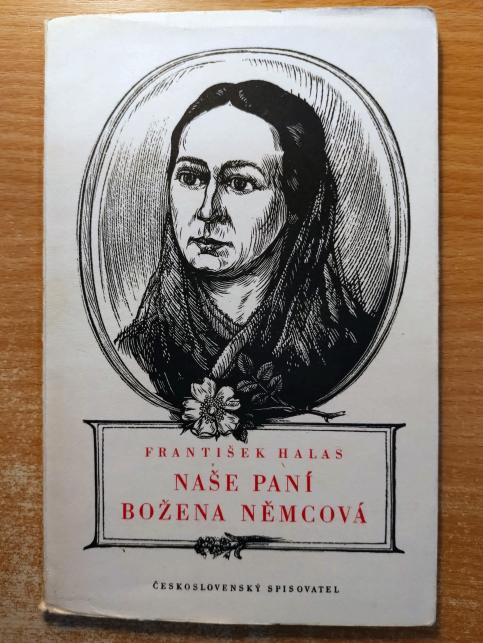 FRANTIŠEK HALAS
NAŠE PANÍ
BOŽENA NĚMCOVÁ
ČESKOSLOVENSKÝ SPISOVATEL